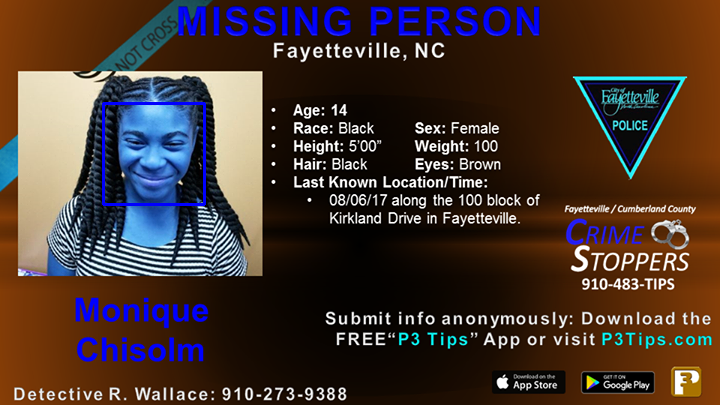 NOT CROSS
MISSING PERSON
Fayetteville, NC
• Age: 14
• Race: Black Sex: Female
• Height: 5'00" Weight: 100
• Hair: Black Eyes: Brown
• Last Known Location/Time:
• 08/06/17 along the 100 block of
Kirkland Drive in Fayetteville.
City of
Fayetteville
North Carolina
POLICE
Fayetteville / Cumberland County
CRIME
STOPPERS
910-483-TIPS
Monique
Chisolm
Submit info anonymously: Download the
FREE“P3 Tips” App or visit P3Tips.com
Detective R. Wallace: 910-273-9388
Download on the
App Store
GET IT ON
Google Play
P3